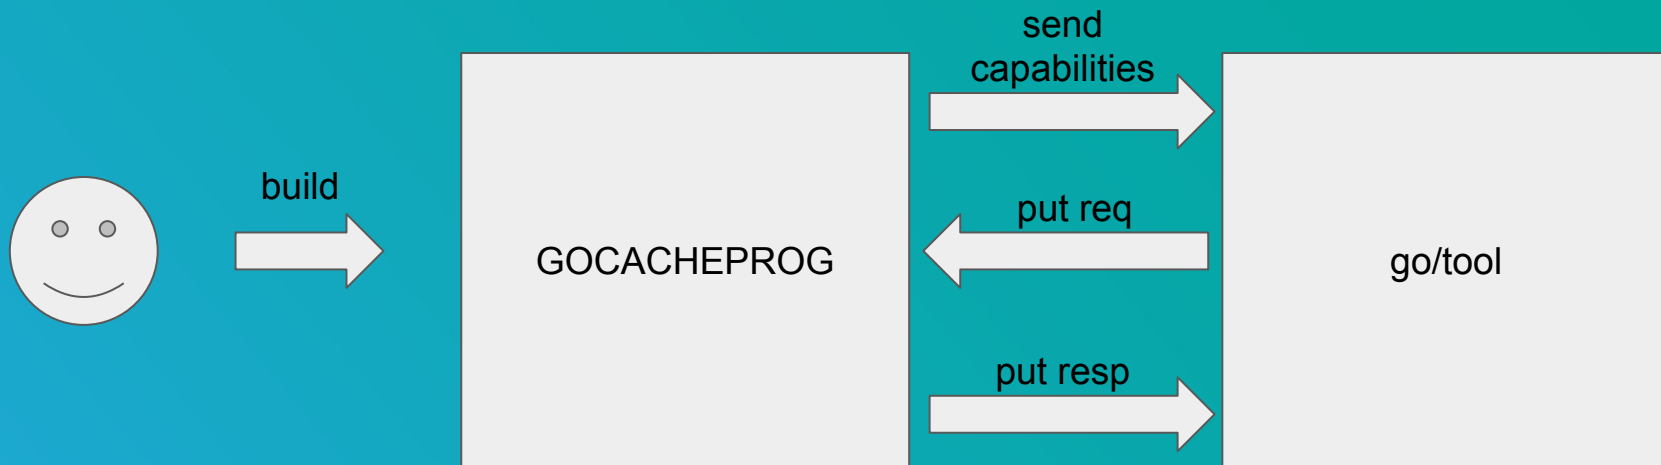 send
capabilities
build
put req
GOCACHEPROG
go/tool
put resp